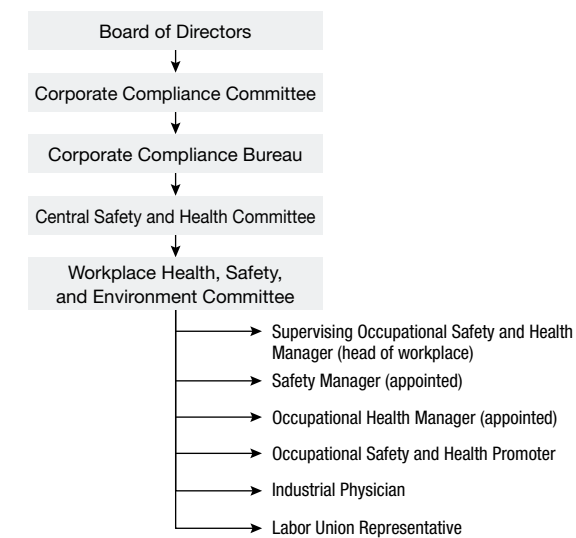 Board of Directors
Corporate Compliance Committee
Corporate Compliance Bureau
Central Safety and Health Committee
Workplace Health, Safety,
and Environment Committee
Supervising Occupational Safety and Health
Manager (head of workplace)
Safety Manager (appointed)
Occupational Health Manager (appointed)
Occupational Safety and Health Promoter
Industrial Physician
Labor Union Representative